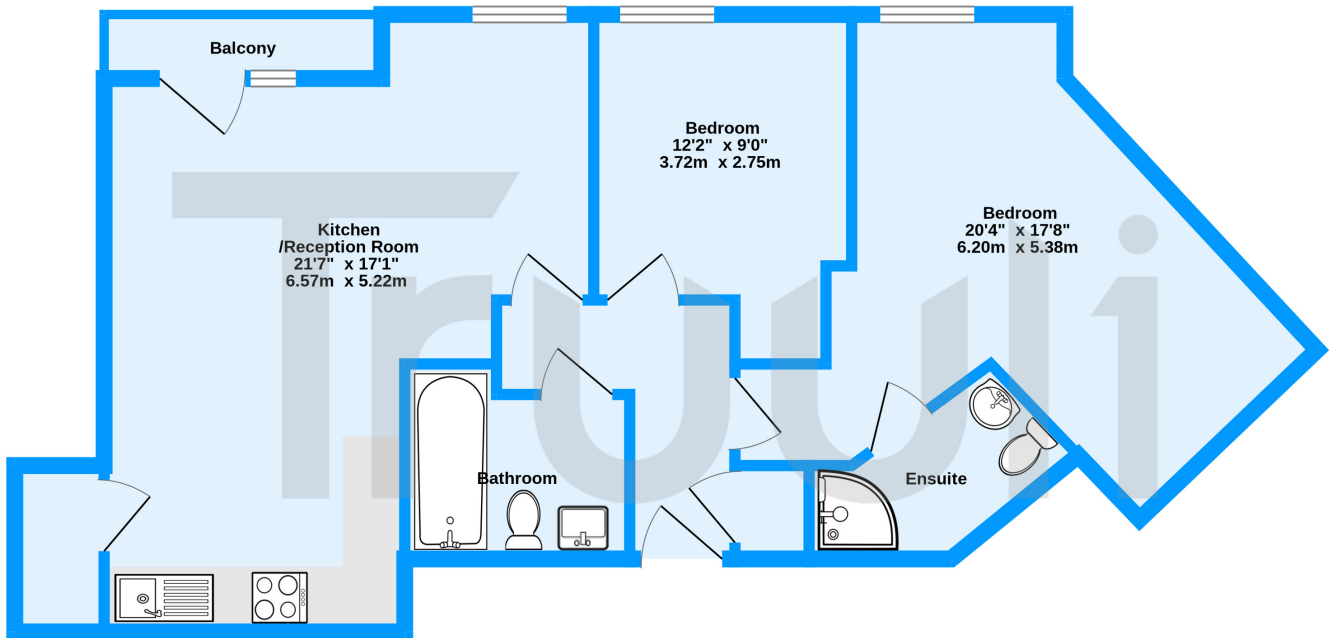 Balcony
Bedroom
12'2" x 9'0"
3.72m x 2.75m
Bedroom
20'4" x 17'8"
6.20m x 5.38m
Kitchen
/Reception Room
21'7" x 17'1"
6.57m x 5.22m
Truuli
Bathroom
Ensuite